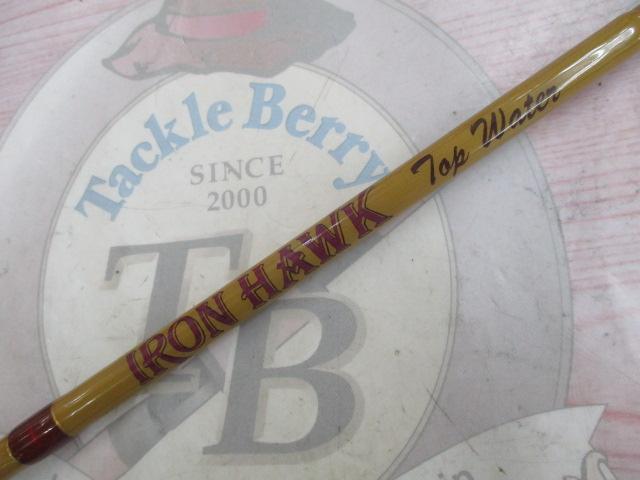 Tackle Berry
SINCE
2000
TB
IRON HAWK Top Water